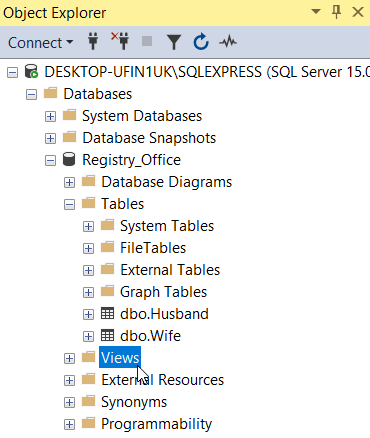 Object Explorer
Connect
DESKTOP-UFIN1UK\SQLEXPRESS (SQL Server 15.0
Databases
System Databases
Database Snapshots
Registry_Office
Database Diagrams
Tables
System Tables
FileTables
External Tables
Graph Tables
dbo.Husband
dbo.Wife
Views
External Resources
Synonyms
Programmability